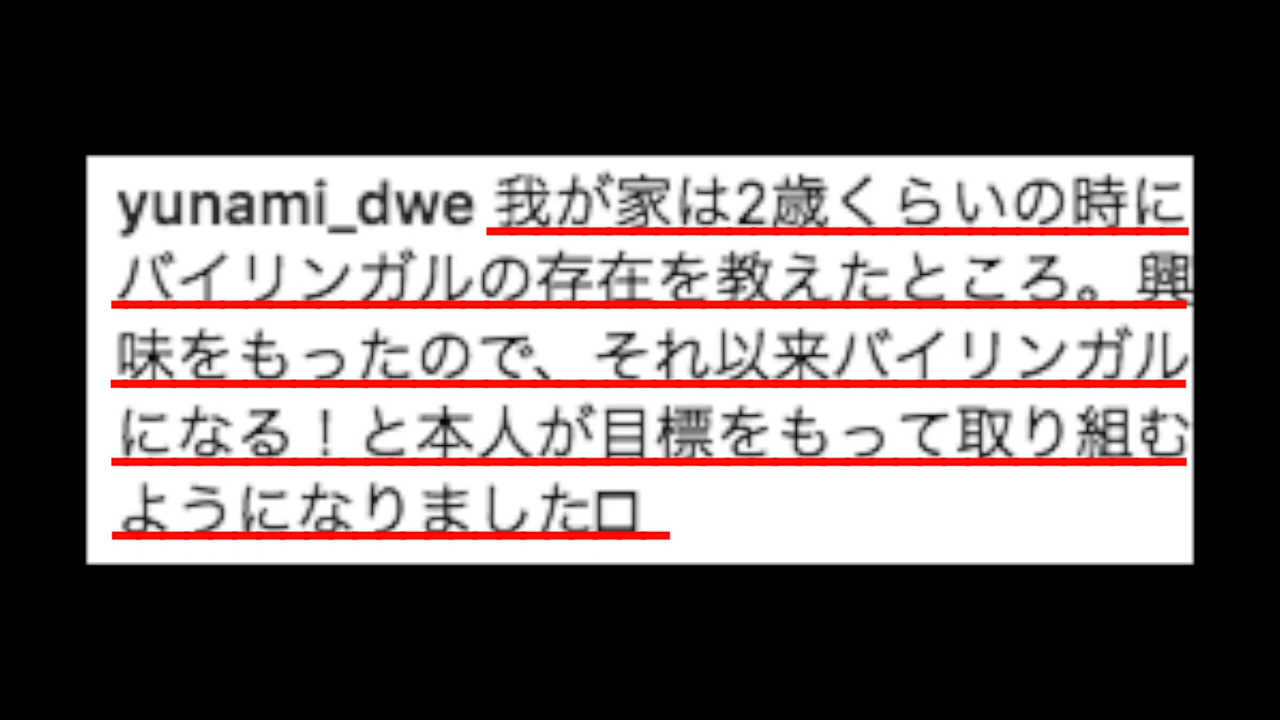 yunami_dwe 我が家は2歳くらいの時に
バイリンガルの存在を教えたところ。興
味をもったので、それ以来バイリンガル
になる！と本人が目標をもって取り組む
ようになりました□